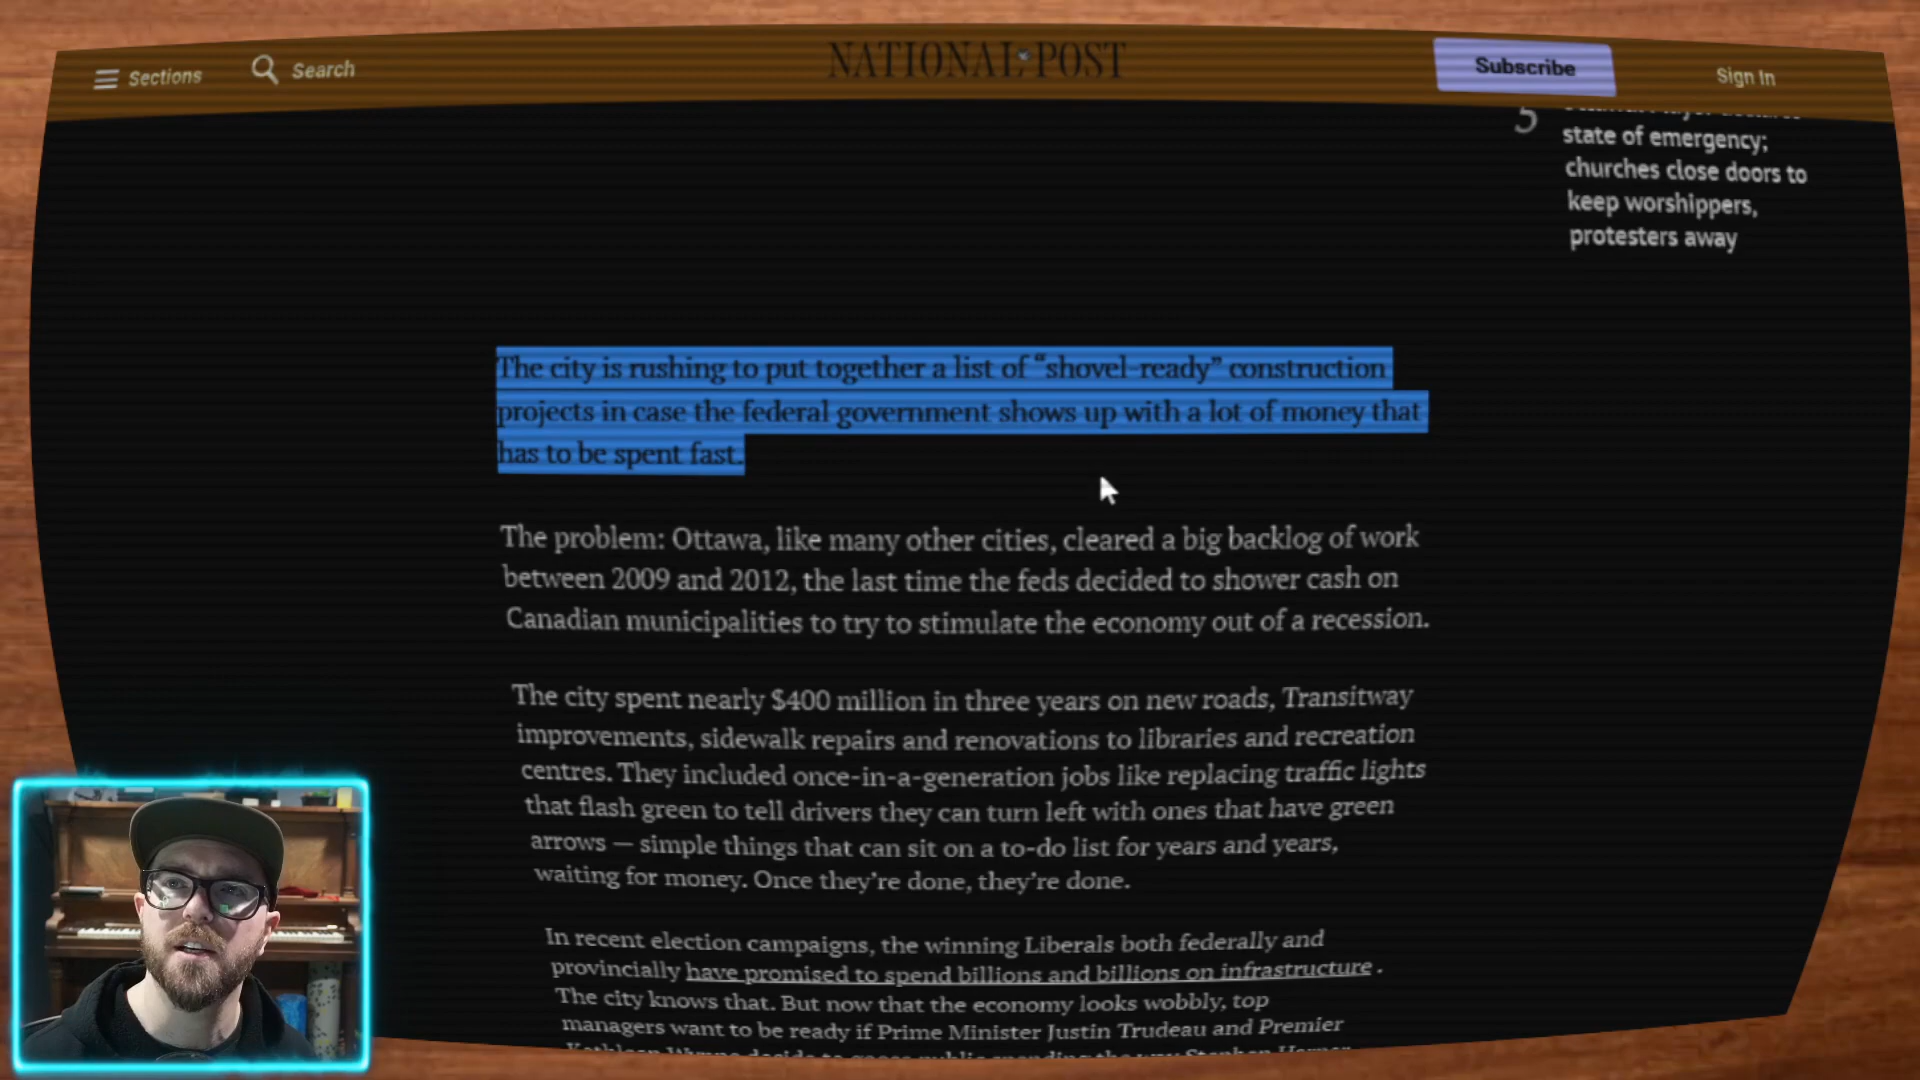 Sections
Search
NATIONAL POST
Subscribe
Sign In
5
state of emergency;
churches close doors to
keep worshippers,
protesters away
The city is rushing to put together a list of “shovel-ready” construction
projects in case the federal government shows up with a lot of money that
has to be spent fast.
The problem: Ottawa, like many other cities, cleared a big backlog of work
between 2009 and 2012, the last time the feds decided to shower cash on
Canadian municipalities to try to stimulate the economy out of a recession.
The city spent nearly $400 million in three years on new roads, Transitway
improvements, sidewalk repairs and renovations to libraries and recreation
centres. They included once-in-a-generation jobs like replacing traffic lights
that flash green to tell drivers they can turn left with ones that have green
arrows — simple things that can sit on a to-do list for years and years,
waiting for money. Once they’re done, they’re done.
In recent election campaigns, the winning Liberals both federally and
provincially have promised to spend billions and billions on infrastructure .
The city knows that. But now that the economy looks wobbly, top
managers want to be ready if Prime Minister Justin Trudeau and Premier